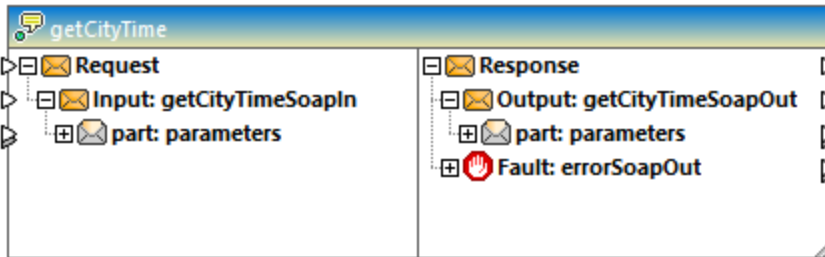 getCityTime
Request
Input: getCityTimeSoapIn
part: parameters
Response
Output: getCityTimeSoapOut
part: parameters
Fault: errorSoapOut